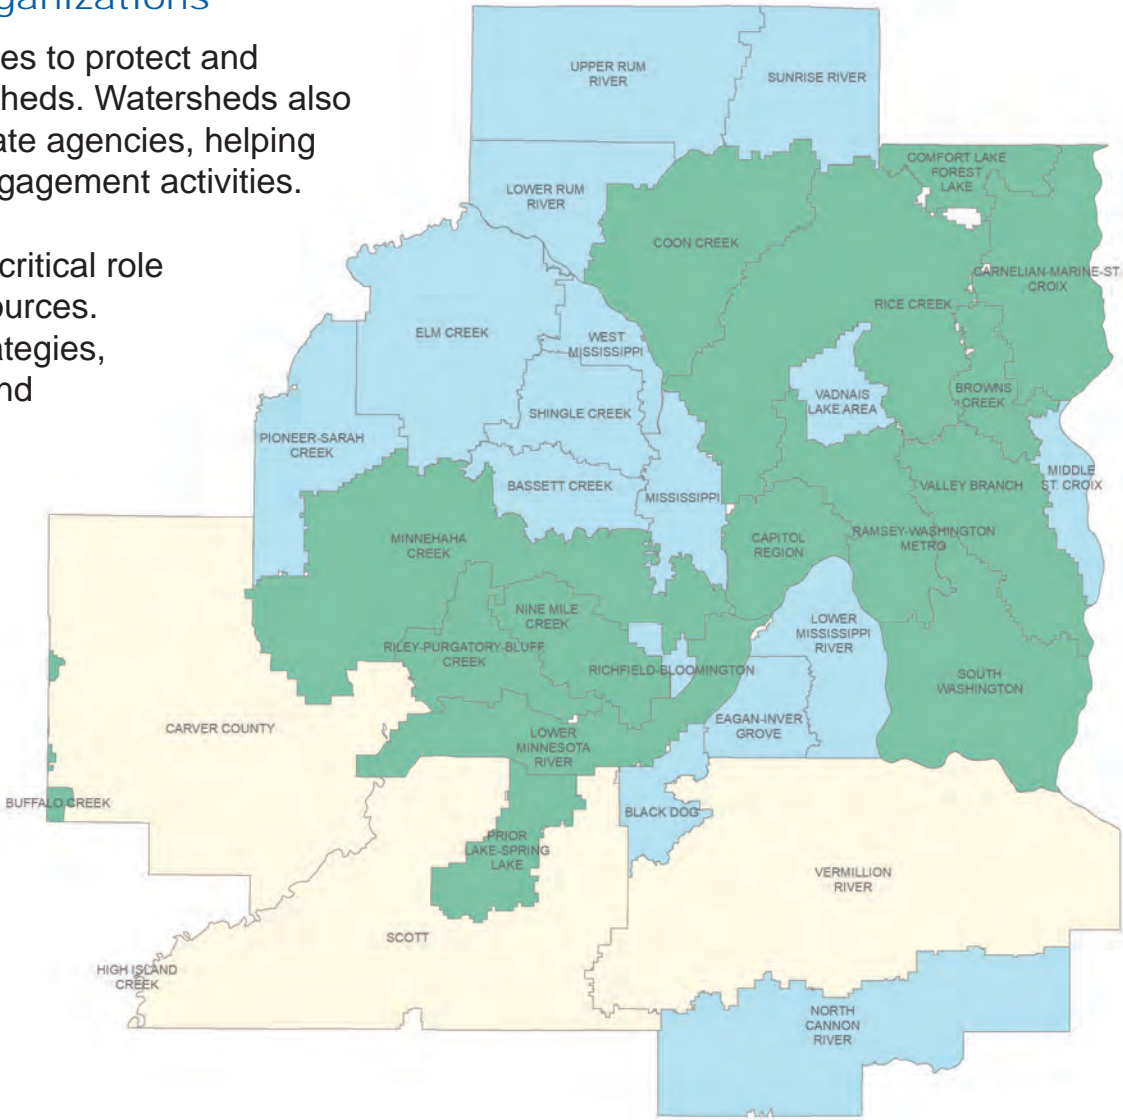 ganizations
es to protect and
heds. Watersheds also
ate agencies, helping
gagement activities.
critical role
ources.
ategies,
nd
UPPER RUM
RIVER
SUNRISE RIVER
COMFORT LAKE
FOREST
LAKE
LOWER RUM
RIVER
COON CREEK
CARNELIAN-MARINE-ST.
CROIX
RICE CREEK
ELM CREEK
WEST
MISSISSIPPI
VADNAIS
LAKE AREA
BROWNS
CREEK
SHINGLE CREEK
PIONEER-SARAH
CREEK
BASSETT CREEK
MISSISSIPPI
VALLEY BRANCH
MIDDLE
ST. CROIX
MINNEHAHA
CREEK
CAPITOL
REGION
RAMSEY-WASHINGTON
METRO
NINE MILE
CREEK
LOWER
MISSISSIPPI
RIVER
RILEY-PURGATORY-BLUFF
CREEK
RICHFIELD-BLOOMINGTON
SOUTH
WASHINGTON
CARVER COUNTY
LOWER
MINNESOTA
RIVER
EAGAN-INVER
GROVE
BUFFALO CREEK
BLACK DOG
PRIOR
LAKE-SPRING
LAKE
VERMILLION
RIVER
SCOTT
HIGH ISLAND
CREEK
NORTH
CANNON
RIVER